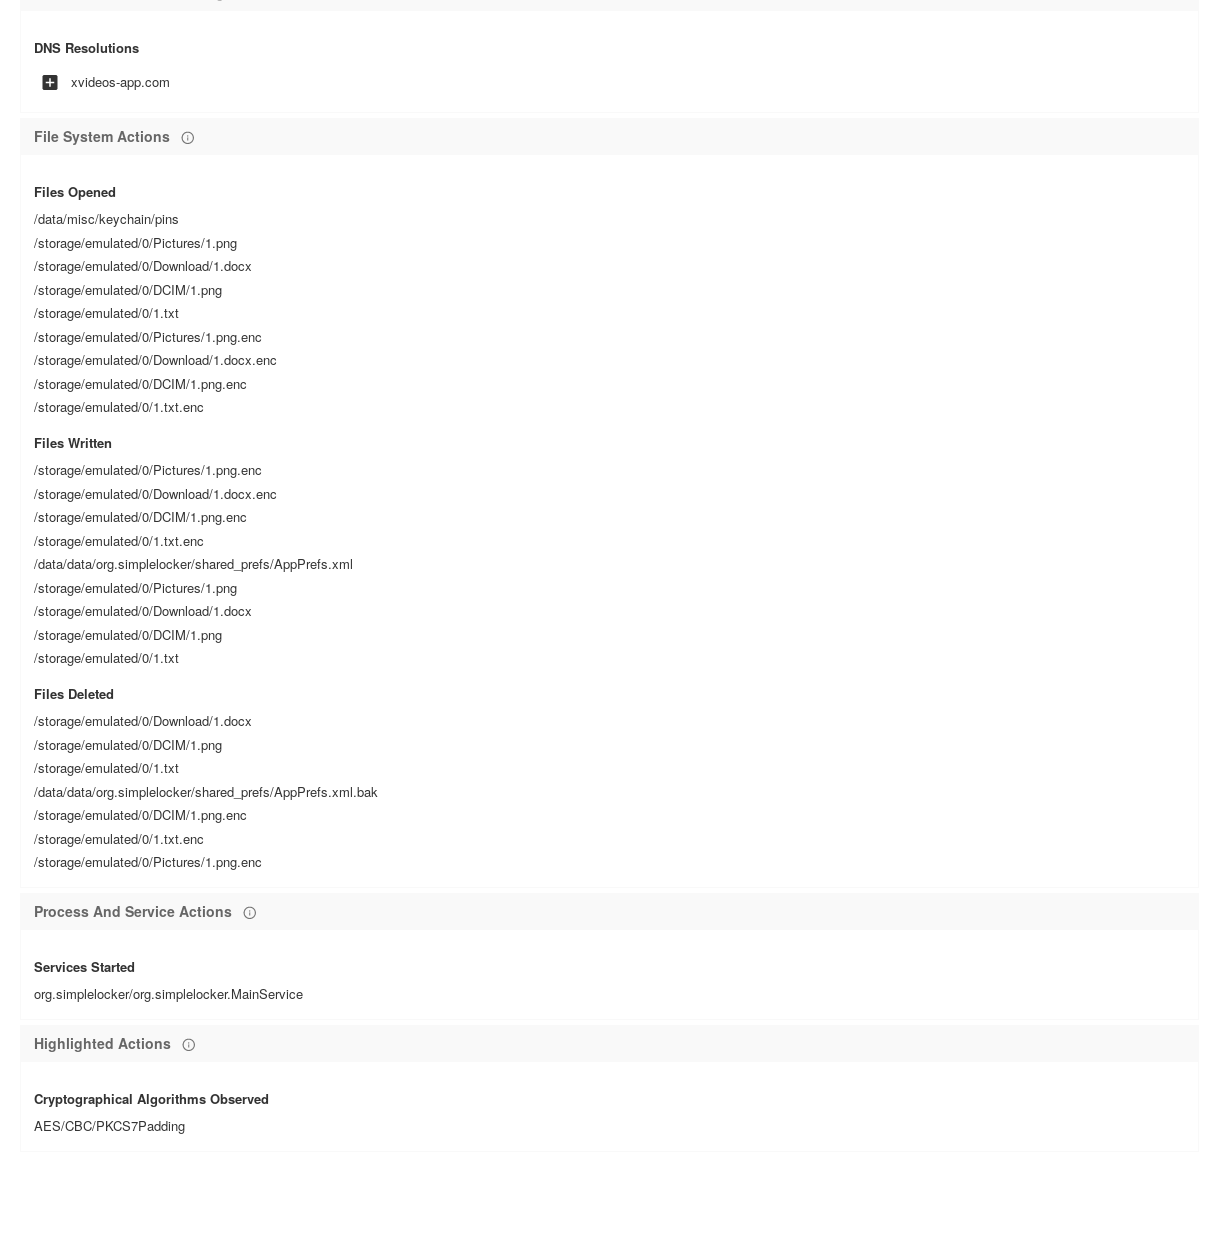 DNS Resolutions
xvideos-app.com
File System Actions
Files Opened
/data/misc/keychain/pins
/storage/emulated/0/Pictures/1.png
/storage/emulated/0/Download/1.docx
/storage/emulated/0/DCIM/1.png
/storage/emulated/0/1.txt
/storage/emulated/0/Pictures/1.png.enc
/storage/emulated/0/Download/1.docx.enc
/storage/emulated/0/DCIM/1.png.enc
/storage/emulated/0/1.txt.enc
Files Written
/storage/emulated/0/Pictures/1.png.enc
/storage/emulated/0/Download/1.docx.enc
/storage/emulated/0/DCIM/1.png.enc
/storage/emulated/0/1.txt.enc
/data/data/org.simplelocker/shared_prefs/AppPrefs.xml
/storage/emulated/0/Pictures/1.png
/storage/emulated/0/Download/1.docx
/storage/emulated/0/DCIM/1.png
/storage/emulated/0/1.txt
Files Deleted
/storage/emulated/0/Download/1.docx
/storage/emulated/0/DCIM/1.png
/storage/emulated/0/1.txt
/data/data/org.simplelocker/shared_prefs/AppPrefs.xml.bak
/storage/emulated/0/DCIM/1.png.enc
/storage/emulated/0/1.txt.enc
/storage/emulated/0/Pictures/1.png.enc
Process And Service Actions
Services Started
org.simplelocker/org.simplelocker.MainService
Highlighted Actions
Cryptographical Algorithms Observed
AES/CBC/PKCS7Padding